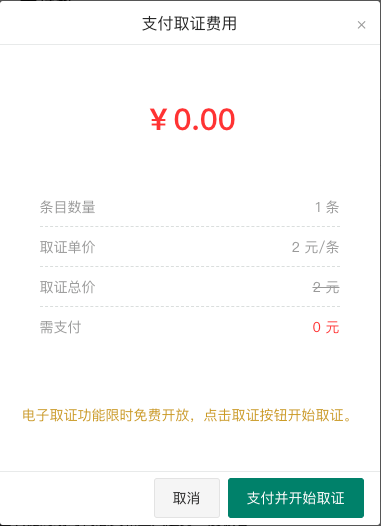 支付取证费用
×
¥ 0.00
条目数量 1 条
取证单价 2 元/条
取证总价 2 元
需支付 0 元
电子取证功能限时免费开放，点击取证按钮开始取证。
取消 支付并开始取证